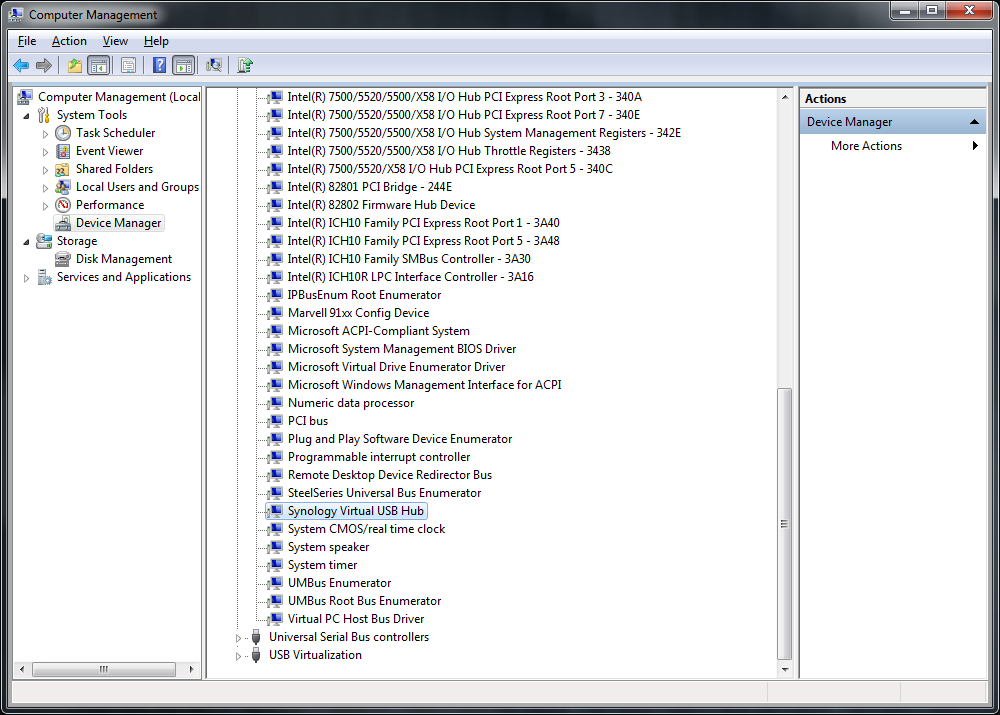 Computer Management
File Action View Help
Computer Management (Local
System Tools
Task Scheduler
Event Viewer
Shared Folders
Local Users and Groups
Performance
Device Manager
Storage
Disk Management
Services and Applications
Intel(R) 7500/5520/5500/X58 I/O Hub PCI Express Root Port 3 - 340A
Intel(R) 7500/5520/5500/X58 I/O Hub PCI Express Root Port 7 - 340E
Intel(R) 7500/5520/5500/X58 I/O Hub System Management Registers - 342E
Intel(R) 7500/5520/5500/X58 I/O Hub Throttle Registers - 3438
Intel(R) 7500/5520/X58 I/O Hub PCI Express Root Port 5 - 340C
Intel(R) 82801 PCI Bridge - 244E
Intel(R) 82802 Firmware Hub Device
Intel(R) ICH10 Family PCI Express Root Port 1 - 3A40
Intel(R) ICH10 Family PCI Express Root Port 5 - 3A48
Intel(R) ICH10 Family SMBus Controller - 3A30
Intel(R) ICH10R LPC Interface Controller - 3A16
IPBusEnum Root Enumerator
Marvell 91xx Config Device
Microsoft ACPI-Compliant System
Microsoft System Management BIOS Driver
Microsoft Virtual Drive Enumerator Driver
Microsoft Windows Management Interface for ACPI
Numeric data processor
PCI bus
Plug and Play Software Device Enumerator
Programmable interrupt controller
Remote Desktop Device Redirector Bus
SteelSeries Universal Bus Enumerator
Synology Virtual USB Hub
System CMOS/real time clock
System speaker
System timer
UMBus Enumerator
UMBus Root Bus Enumerator
Virtual PC Host Bus Driver
Universal Serial Bus controllers
USB Virtualization
Actions
Device Manager
More Actions